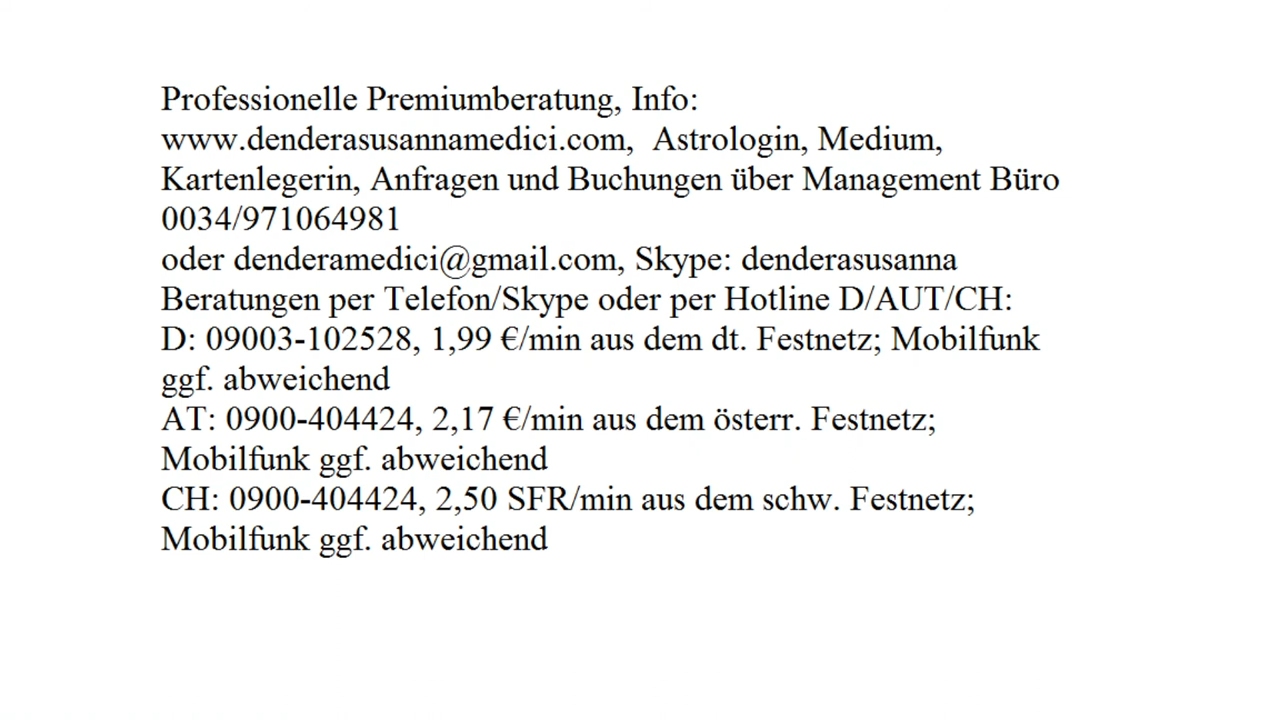 Professionelle Premiumberatung, Info:
www.denderasusannamedici.com,  Astrologin, Medium,
Kartenlegerin, Anfragen und Buchungen über Management Büro
0034/971064981
oder denderamedici@gmail.com, Skype: denderasusanna
Beratungen per Telefon/Skype oder per Hotline D/AUT/CH:
D: 09003-102528, 1,99 €/min aus dem dt. Festnetz; Mobilfunk
ggf. abweichend
AT: 0900-404424, 2,17 €/min aus dem österr. Festnetz;
Mobilfunk ggf. abweichend
CH: 0900-404424, 2,50 SFR/min aus dem schw. Festnetz;
Mobilfunk ggf. abweichend